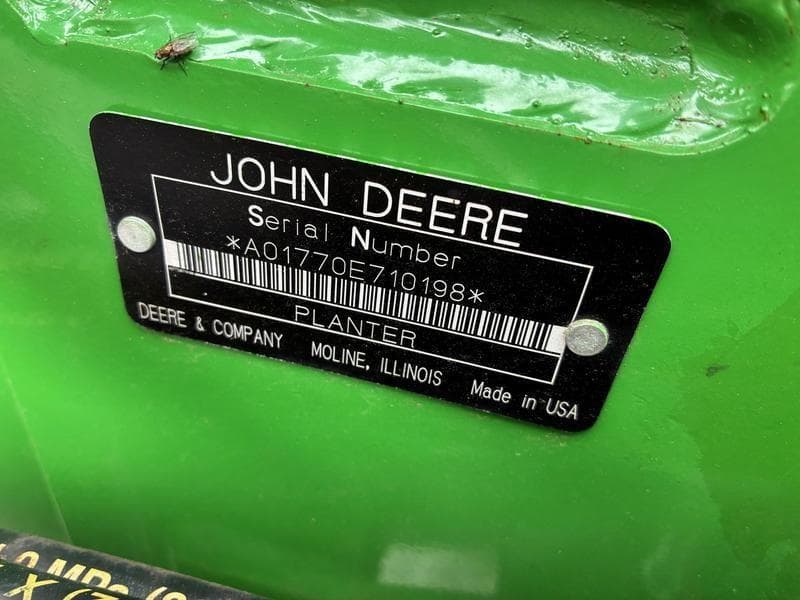 JOHN DEERE
Serial Number
*A01770E710198*
PLANTER
DEERE & COMPANY MOLINE, ILLINOIS Made in USA